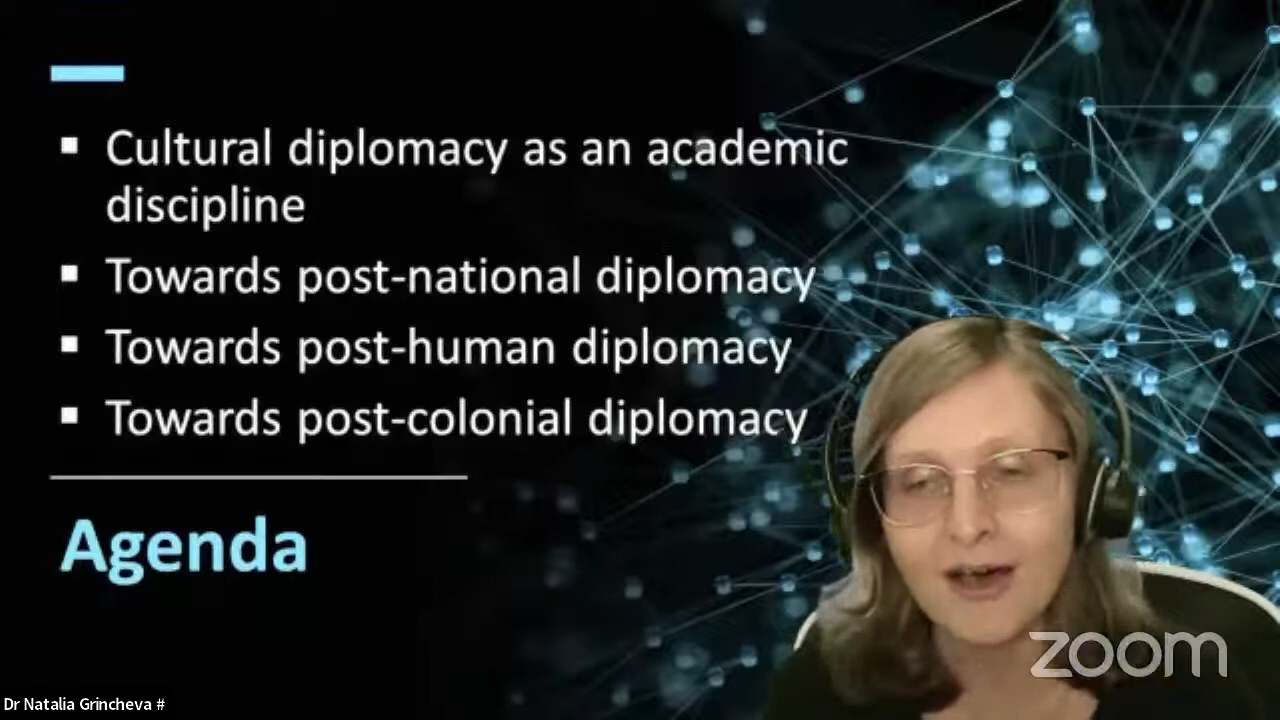 ▪ Cultural diplomacy as an academic
discipline
▪ Towards post-national diplomacy
▪ Towards post-human diplomacy
▪ Towards post-colonial diplomacy
Agenda
zoom
Dr Natalia Grincheva #